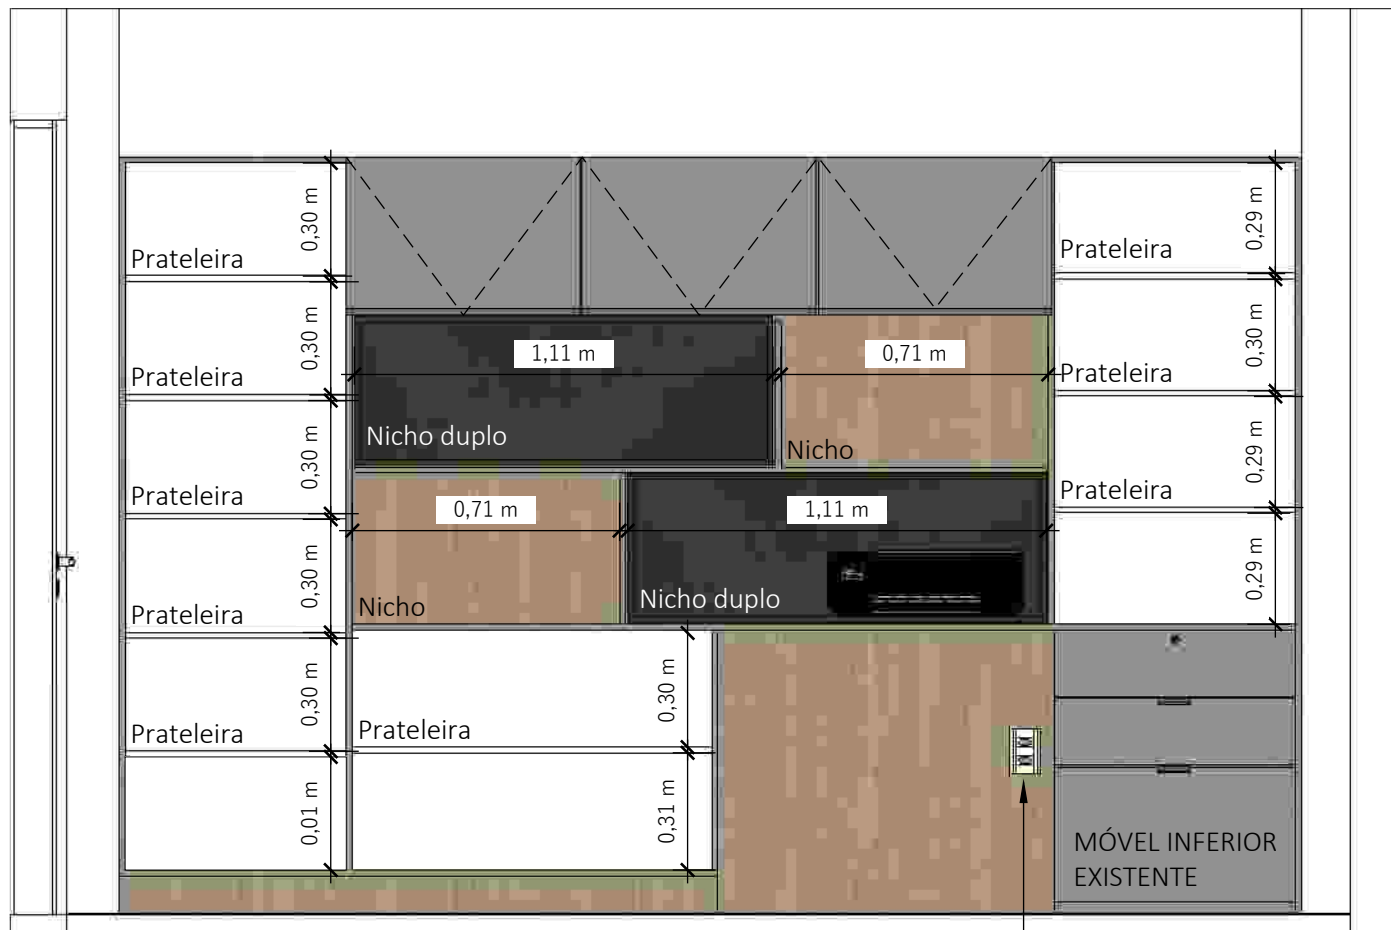 0,30 m
0,29 m
Prateleira
Prateleira
0,30 m
1,11 m
0,71 m
0,30 m
Prateleira
Prateleira
Nicho duplo
Nicho
0,30 m
0,71 m
1,11 m
0,29 m
Prateleira
Prateleira
0,30 m
0,29 m
Prateleira
Nicho
Nicho duplo
0,30 m
0,30 m
Prateleira
Prateleira
0,01 m
0,31 m
MÓVEL INFERIOR
EXISTENTE